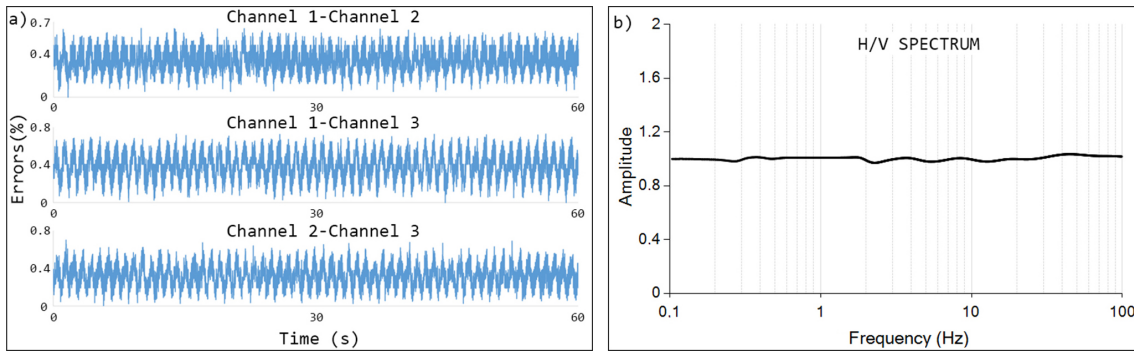 a)
Channel 1-Channel 2
0.7
0.4
0
0 30 60
Channel 1-Channel 3
0.8
0.4
0
0 30 60
Channel 2-Channel 3
0.8
0.4
0
0 30 60
Errors(%)
Time (s)
b)
H/V SPECTRUM
2
1.6
1.2
0.8
0.4
0
Amplitude
0.1 1 10 100
Frequency (Hz)